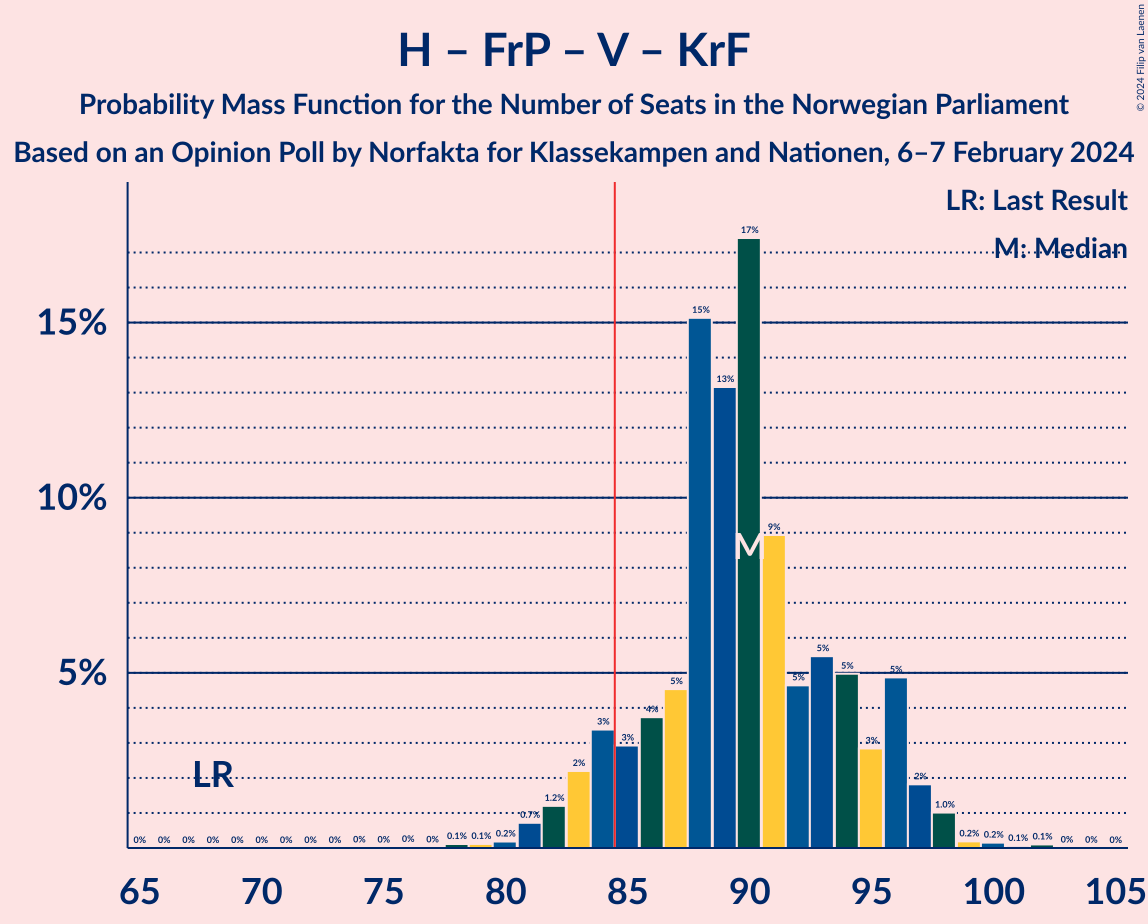 H – FrP – V – KrF
Probability Mass Function for the Number of Seats in the Norwegian Parliament
Based on an Opinion Poll by Norfakta for Klassekampen and Nationen, 6–7 February 2024
© 2024 Filip van Laenen
LR: Last Result
M: Median
15%
10%
5%
LR
M
0% 0% 0% 0% 0% 0% 0% 0% 0% 0% 0% 0% 0% 0.1% 0.1% 0.2% 0.7% 1.2% 2% 3% 3% 4% 5% 15% 13% 17% 9% 5% 5% 5% 3% 5% 2% 1.0% 0.2% 0.2% 0.1% 0.1% 0% 0% 0%
65 70 75 80 85 90 95 100 105